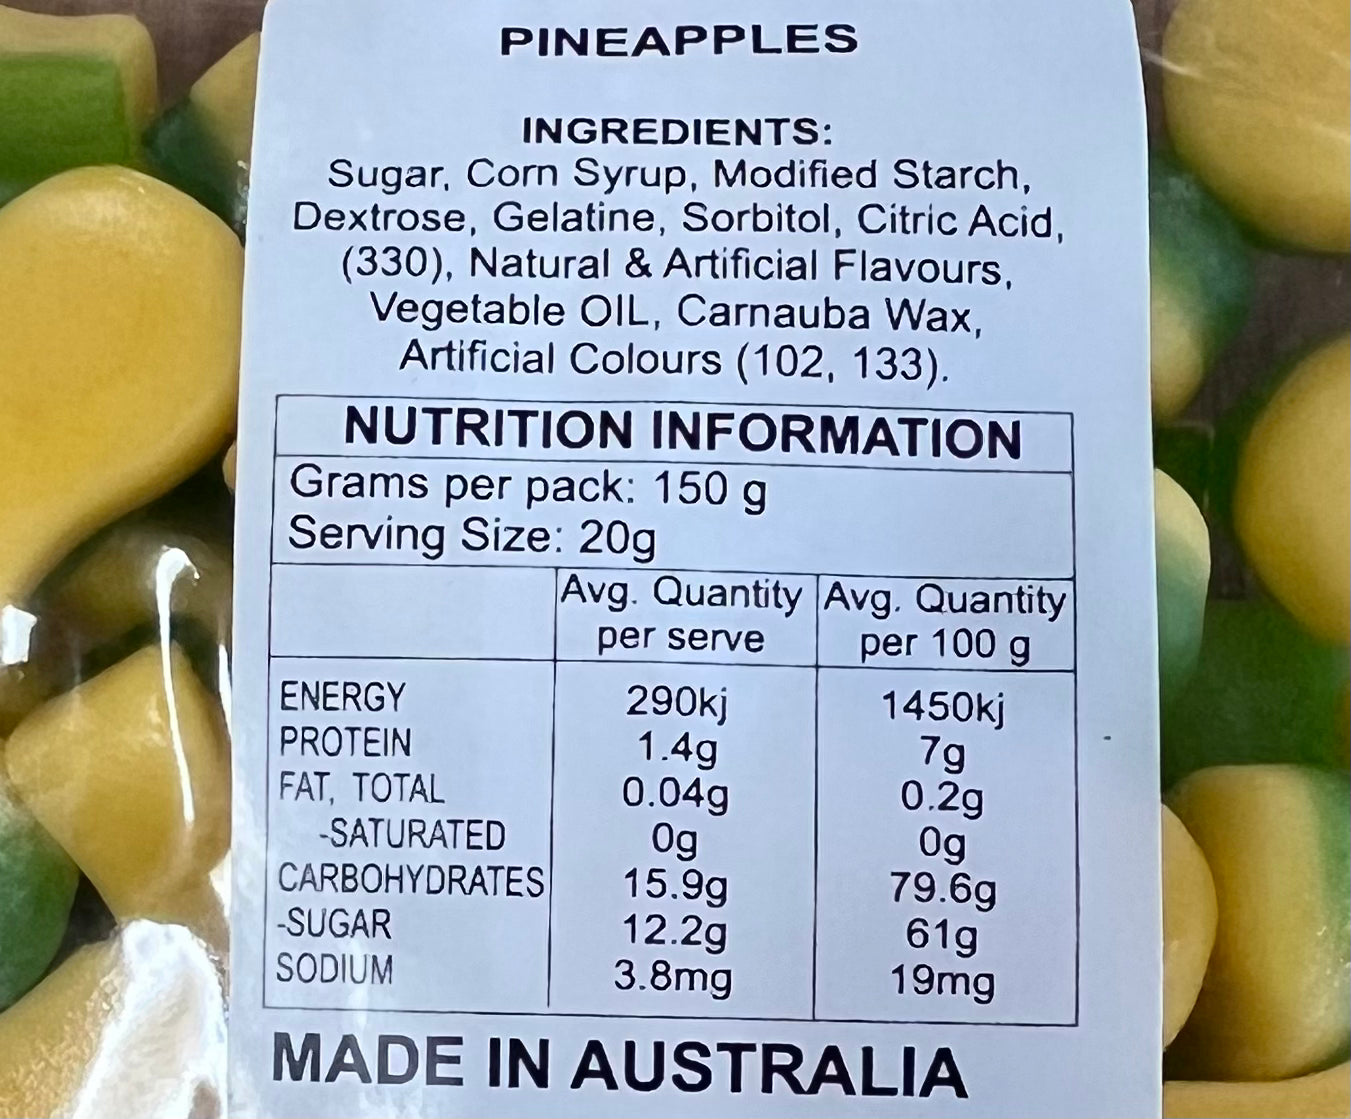 PINEAPPLES
INGREDIENTS:
Sugar, Corn Syrup, Modified Starch,
Dextrose, Gelatine, Sorbitol, Citric Acid,
(330), Natural & Artificial Flavours,
Vegetable OIL, Carnauba Wax,
Artificial Colours (102, 133).
NUTRITION INFORMATION
Grams per pack: 150 g
Serving Size: 20g
Avg. Quantity per serve Avg. Quantity per 100 g
ENERGY 290kj 1450kj
PROTEIN 1.4g 7g
FAT, TOTAL 0.04g 0.2g
-SATURATED 0g 0g
CARBOHYDRATES 15.9g 79.6g
-SUGAR 12.2g 61g
SODIUM 3.8mg 19mg
MADE IN AUSTRALIA